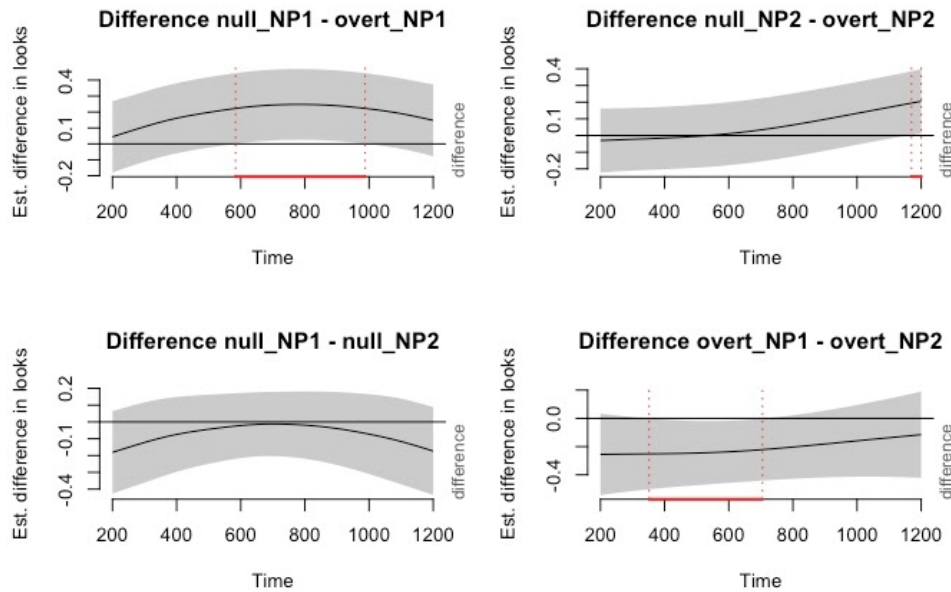 Difference null_NP1 - overt_NP1
Est. difference in looks
0.4
0.1
-0.2
200 400 600 800 1000 1200
Time
difference
Difference null_NP2 - overt_NP2
Est. difference in looks
0.4
0.1
-0.2
200 400 600 800 1000 1200
Time
difference
Difference null_NP1 - null_NP2
Est. difference in looks
0.2
-0.1
-0.4
200 400 600 800 1000 1200
Time
difference
Difference overt_NP1 - overt_NP2
Est. difference in looks
0.0
-0.4
200 400 600 800 1000 1200
Time
difference